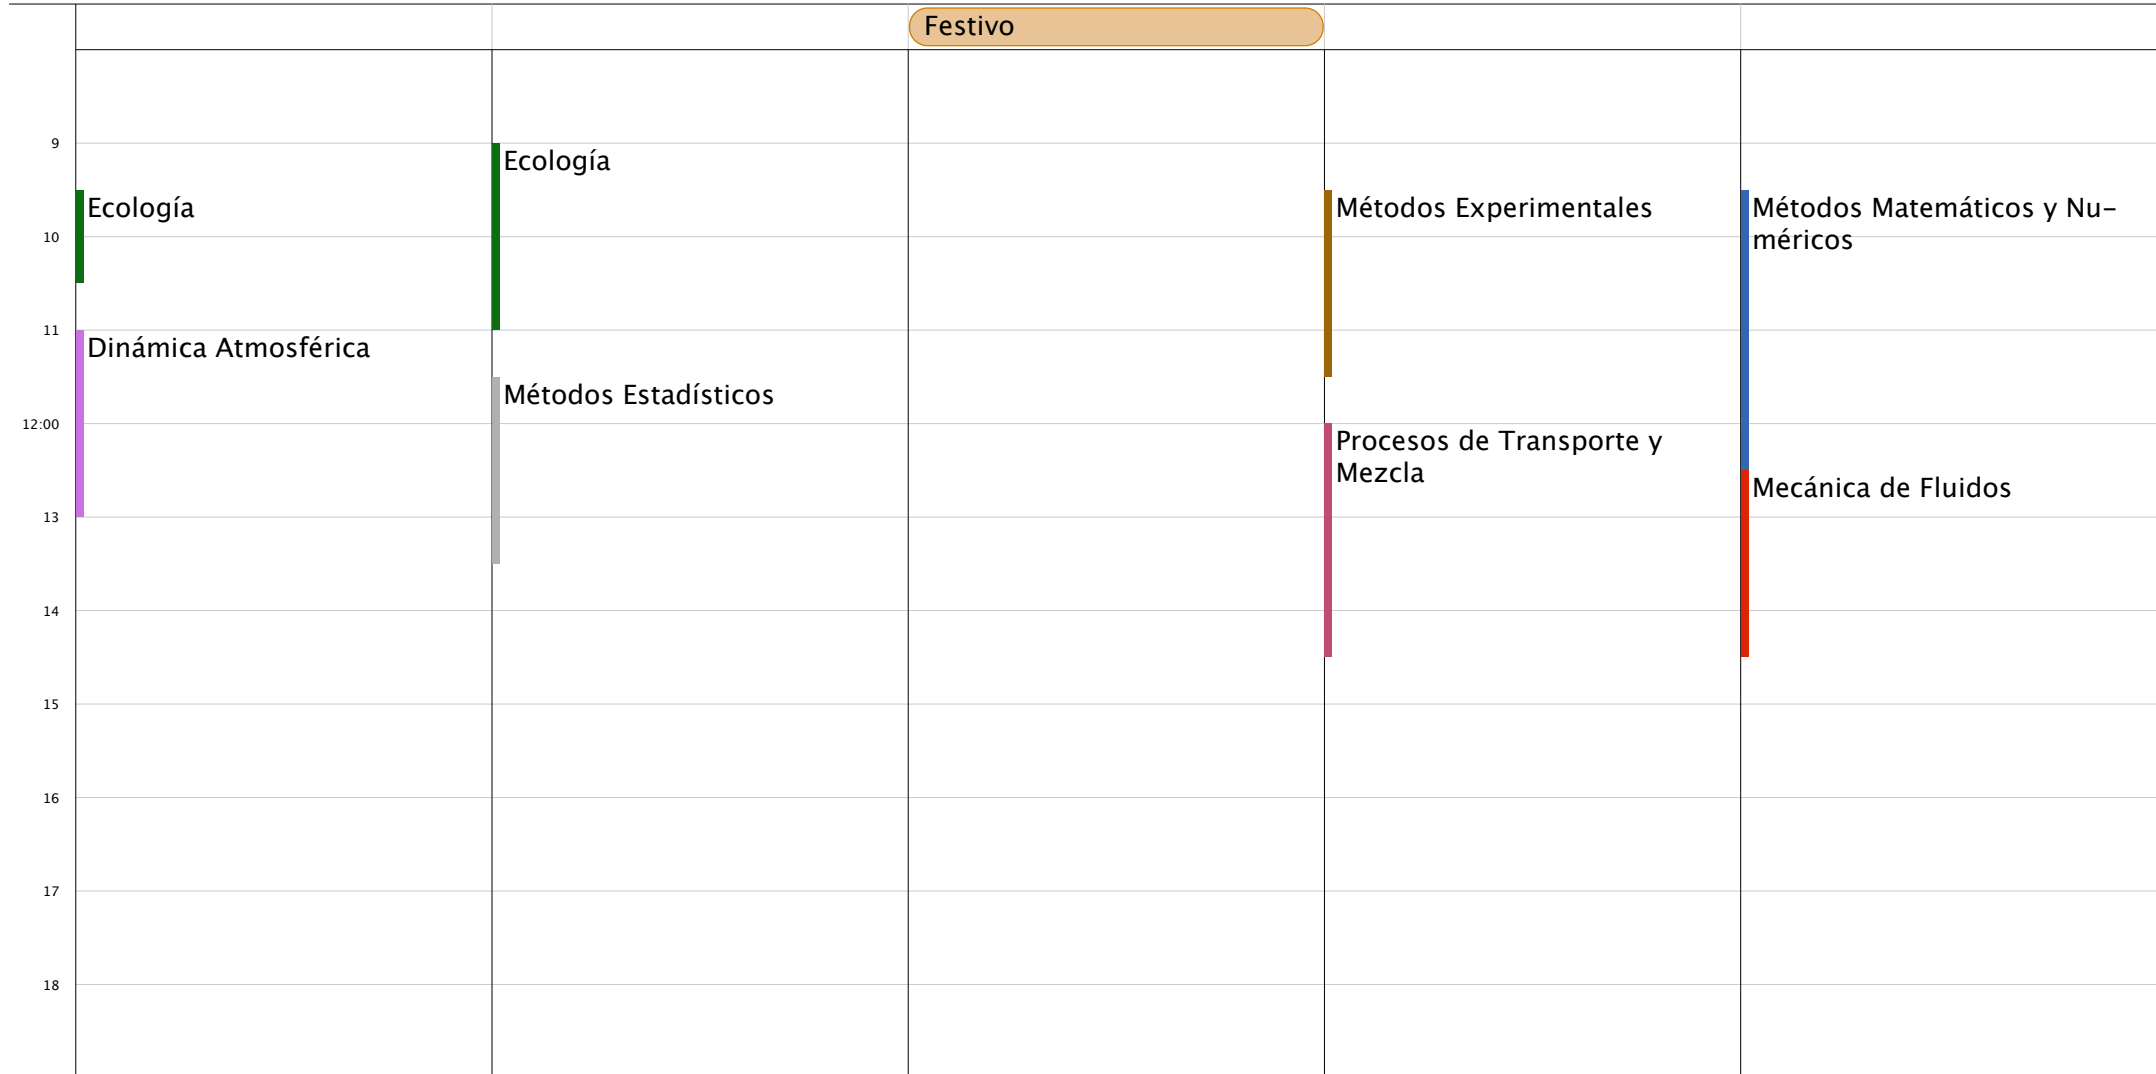 Festivo
9
10
11
12:00
13
14
15
16
17
18
Ecología
Dinámica Atmosférica
Ecología
Métodos Estadísticos
Métodos Experimentales
Procesos de Transporte y
Mezcla
Métodos Matemáticos y Nu-
méricos
Mecánica de Fluidos